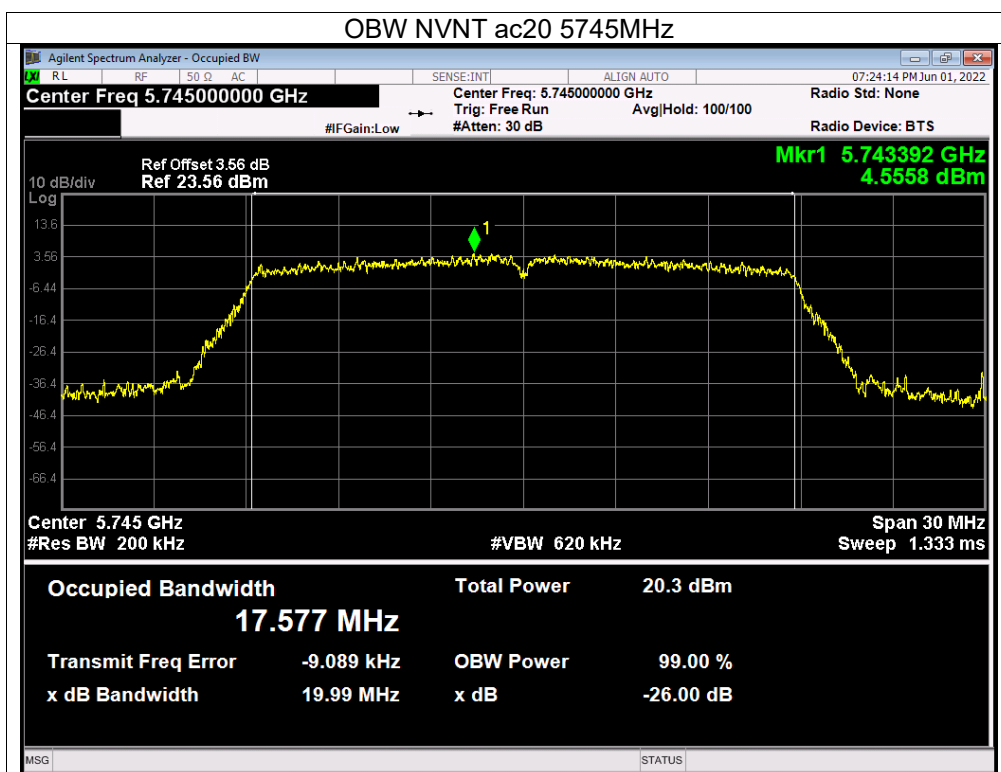 OBW NVNT ac20 5745MHz
Agilent Spectrum Analyzer - Occupied BW
LXI RL RF 50 Ω AC SENSE:INT ALIGN AUTO 07:24:14 PM Jun 01, 2022
Center Freq 5.745000000 GHz Center Freq: 5.745000000 GHz Radio Std: None
Trig: Free Run Avg|Hold: 100/100
#IFGain:Low #Atten: 30 dB Radio Device: BTS
Ref Offset 3.56 dB Mkr1 5.743392 GHz
10 dB/div Ref 23.56 dBm 4.5558 dBm
Log
13.6
1
3.56
-6.44
-16.4
-26.4
-36.4
-46.4
-56.4
-66.4
Center 5.745 GHz Span 30 MHz
#Res BW 200 kHz #VBW 620 kHz Sweep 1.333 ms
Occupied Bandwidth Total Power 20.3 dBm
17.577 MHz
Transmit Freq Error -9.089 kHz OBW Power 99.00 %
x dB Bandwidth 19.99 MHz x dB -26.00 dB
MSG STATUS